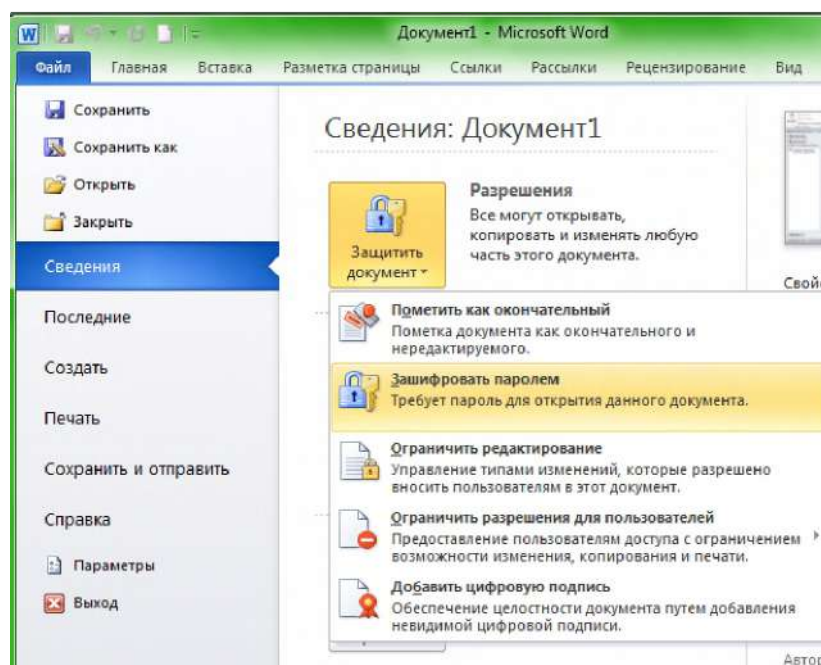 Документ1 - Microsoft Word
Файл Главная Вставка Разметка страницы Ссылки Рассылки Рецензирование Вид
Сохранить
Сохранить как
Открыть
Закрыть
Сведения
Последние
Создать
Печать
Сохранить и отправить
Справка
Параметры
Выход
Сведения: Документ1
Защитить
документ
Разрешения
Все могут открывать,
копировать и изменять любую
часть этого документа.
Свой
Пометить как окончательный
Пометка документа как окончательного и
нередактируемого.
Зашифровать паролем
Требует пароль для открытия данного документа.
Ограничить редактирование
Управление типами изменений, которые разрешено
вносить пользователям в этот документ.
Ограничить разрешения для пользователей
Предоставление пользователям доступа с ограничением
возможности изменения, копирования и печати.
Добавить цифровую подпись
Обеспечение целостности документа путем добавления
невидимой цифровой подписи.
Автор